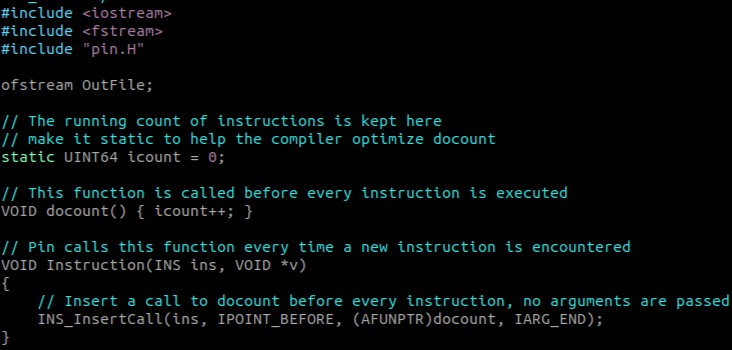 #include <iostream>
#include <fstream>
#include "pin.H"
ofstream OutFile;
// The running count of instructions is kept here
// make it static to help the compiler optimize docount
static UINT64 icount = 0;
// This function is called before every instruction is executed
VOID docount() { icount++; }
// Pin calls this function every time a new instruction is encountered
VOID Instruction(INS ins, VOID *v)
{
    // Insert a call to docount before every instruction, no arguments are passed
    INS_InsertCall(ins, IPOINT_BEFORE, (AFUNPTR)docount, IARG_END);
}